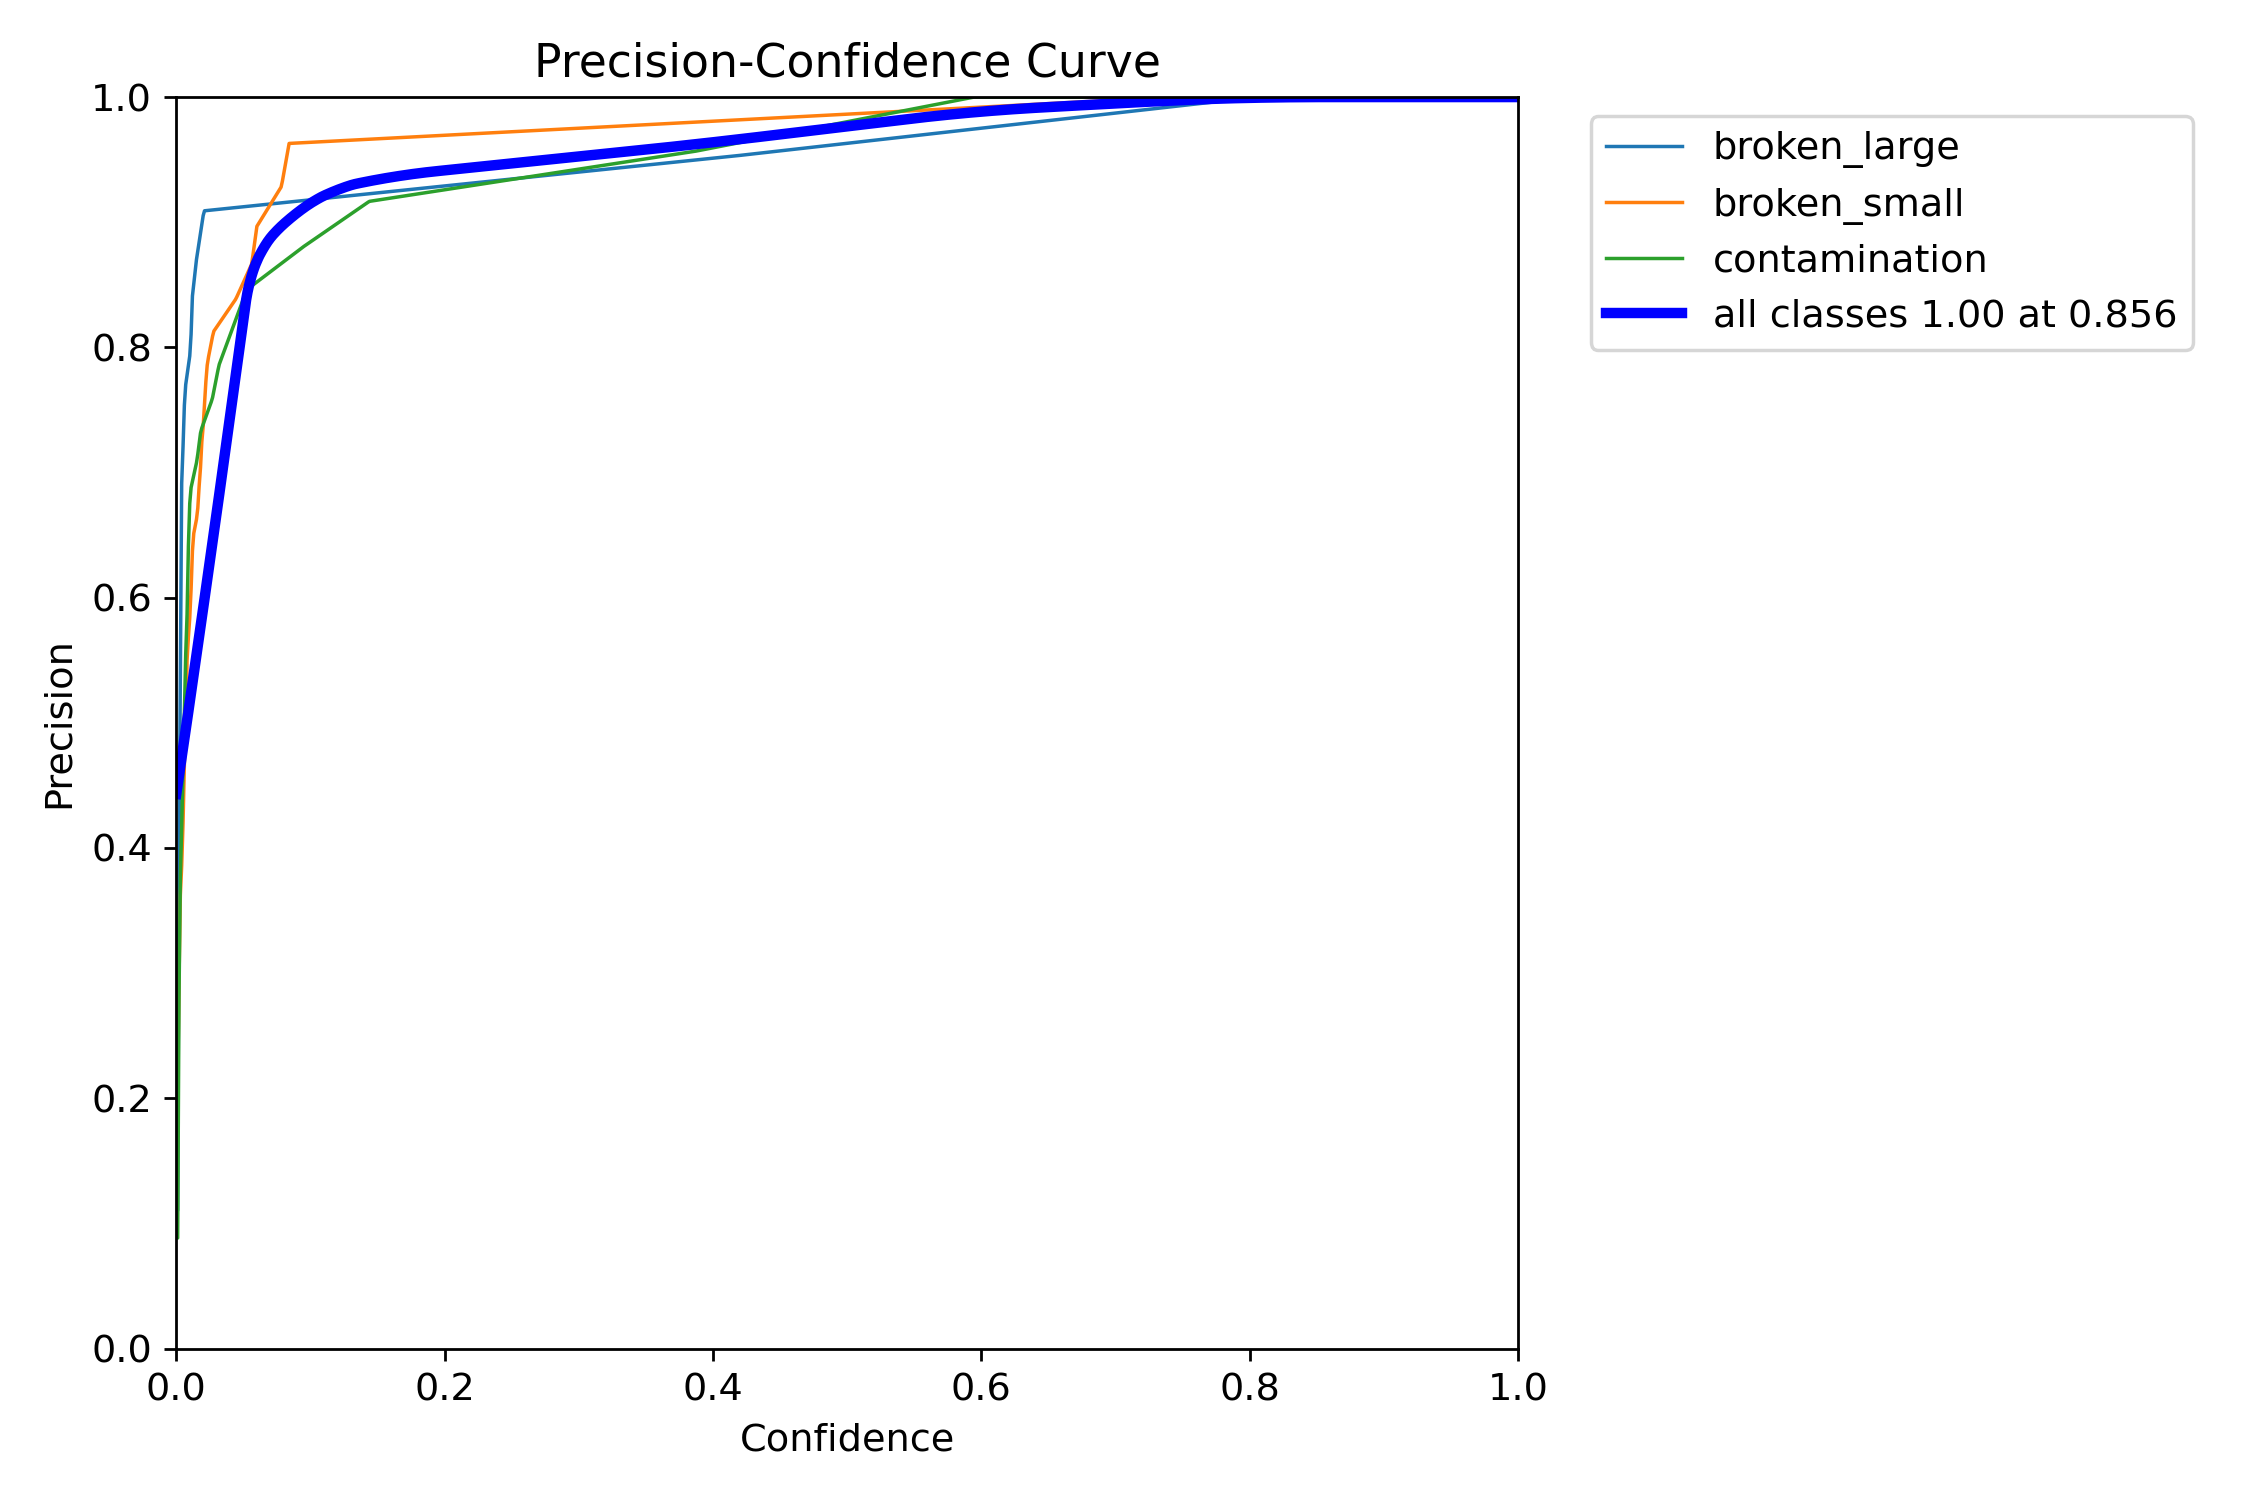 Precision-Confidence Curve
1.0
0.8
0.6
0.4
0.2
0.0
Precision
0.0 0.2 0.4 0.6 0.8 1.0
Confidence
broken_large
broken_small
contamination
all classes 1.00 at 0.856